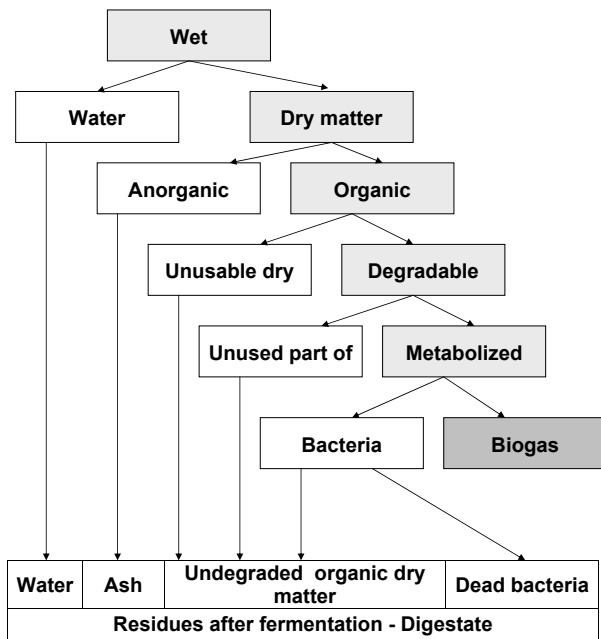 Wet
Water
Dry matter
Anorganic
Organic
Unusable dry
Degradable
Unused part of
Metabolized
Bacteria
Biogas
Water
Ash
Undegraded organic dry
matter
Dead bacteria
Residues after fermentation - Digestate